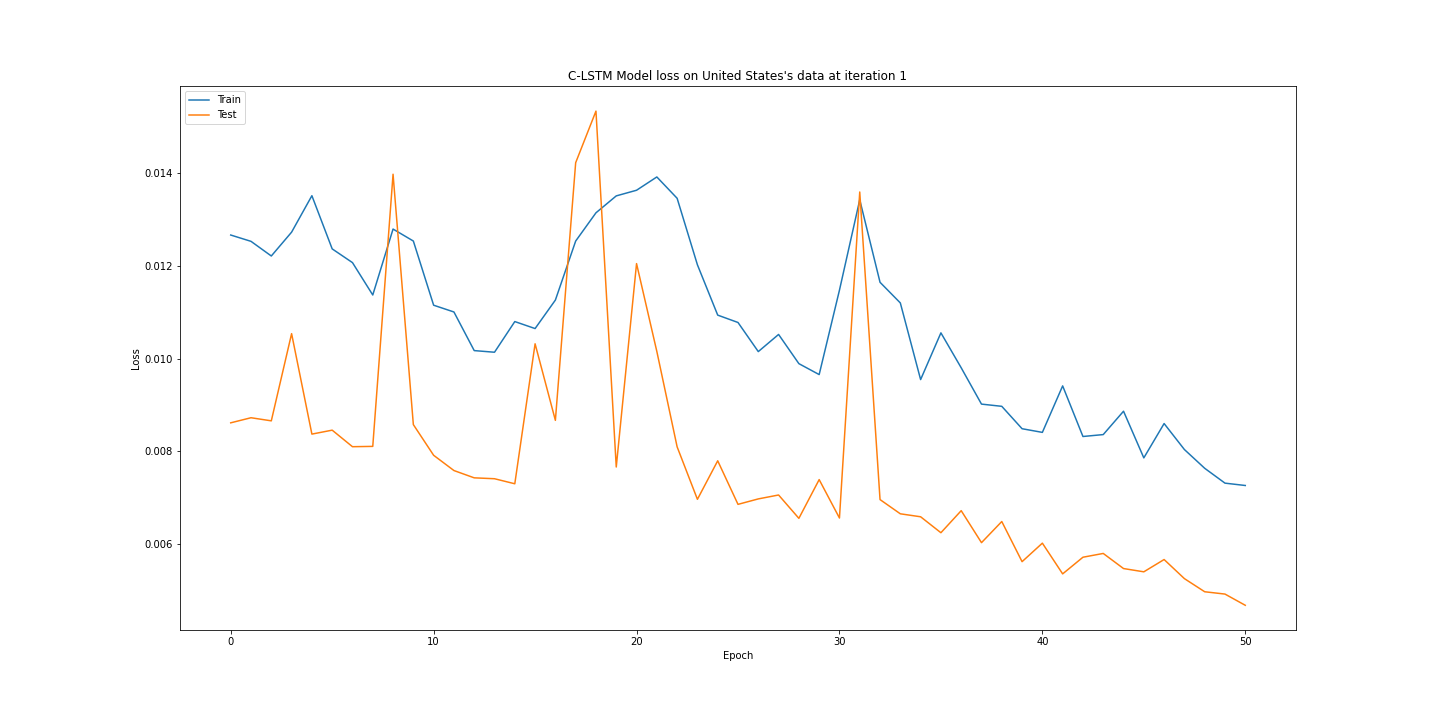 C-LSTM Model loss on United States's data at iteration 1
Train
Test
0.014
0.012
0.010
0.008
0.006
Loss
0
10
20
30
40
50
Epoch